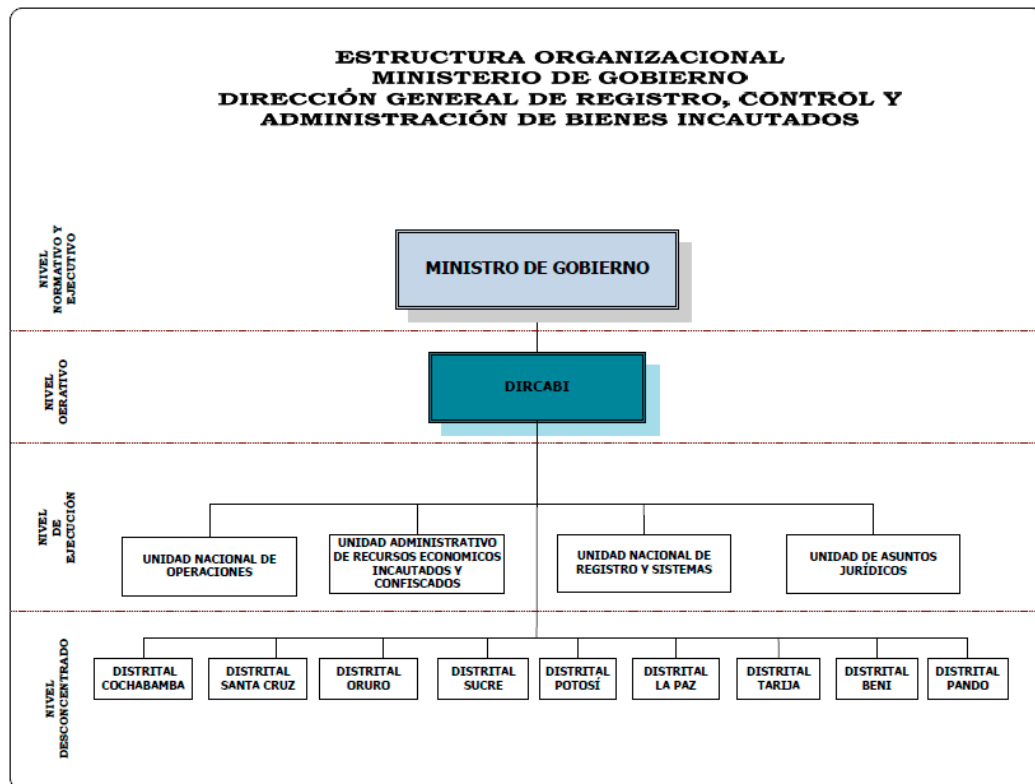 ESTRUCTURA ORGANIZACIONAL
MINISTERIO DE GOBIERNO
DIRECCIÓN GENERAL DE REGISTRO, CONTROL Y
ADMINISTRACIÓN DE BIENES INCAUTADOS
NIVEL
NORMATIVO Y
EJECUTIVO
MINISTRO DE GOBIERNO
NIVEL
OERATIVO
DIRCABI
NIVEL
DE
EJECUCIÓN
UNIDAD NACIONAL DE
OPERACIONES
UNIDAD ADMINISTRATIVO
DE RECURSOS ECONOMICOS
INCAUTADOS Y
CONFISCADOS
UNIDAD NACIONAL DE
REGISTRO Y SISTEMAS
UNIDAD DE ASUNTOS
JURÍDICOS
NIVEL
DESCONCENTRADO
DISTRITAL
COCHABAMBA
DISTRITAL
SANTA CRUZ
DISTRITAL
ORURO
DISTRITAL
SUCRE
DISTRITAL
POTOSÍ
DISTRITAL
LA PAZ
DISTRITAL
TARIJA
DISTRITAL
BENI
DISTRITAL
PANDO